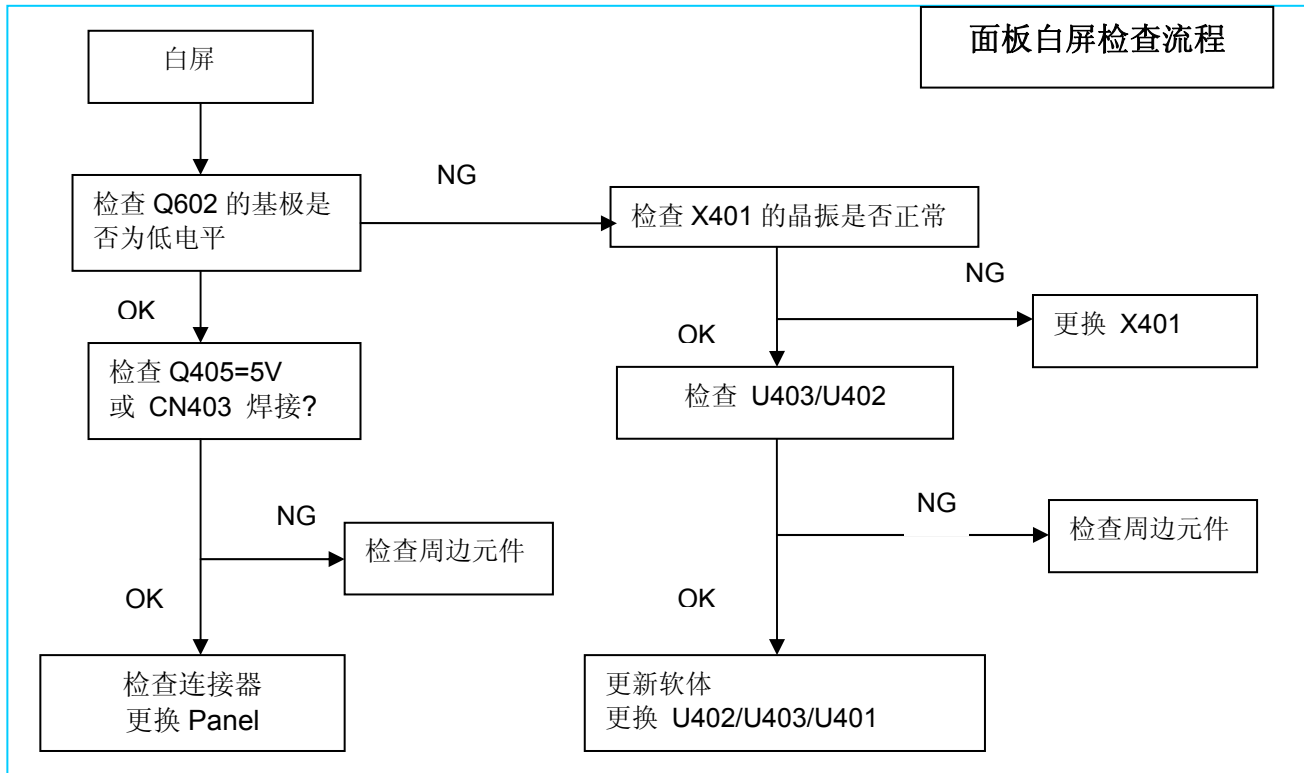 面板白屏检查流程
白屏
NG
检查 Q602 的基极是
否为低电平
检查 X401 的晶振是否正常
NG
OK
更换 X401
OK
检查 Q405=5V
或 CN403 焊接?
检查 U403/U402
NG
检查周边元件
NG
检查周边元件
OK
OK
检查连接器
更换 Panel
更新软体
更换 U402/U403/U401